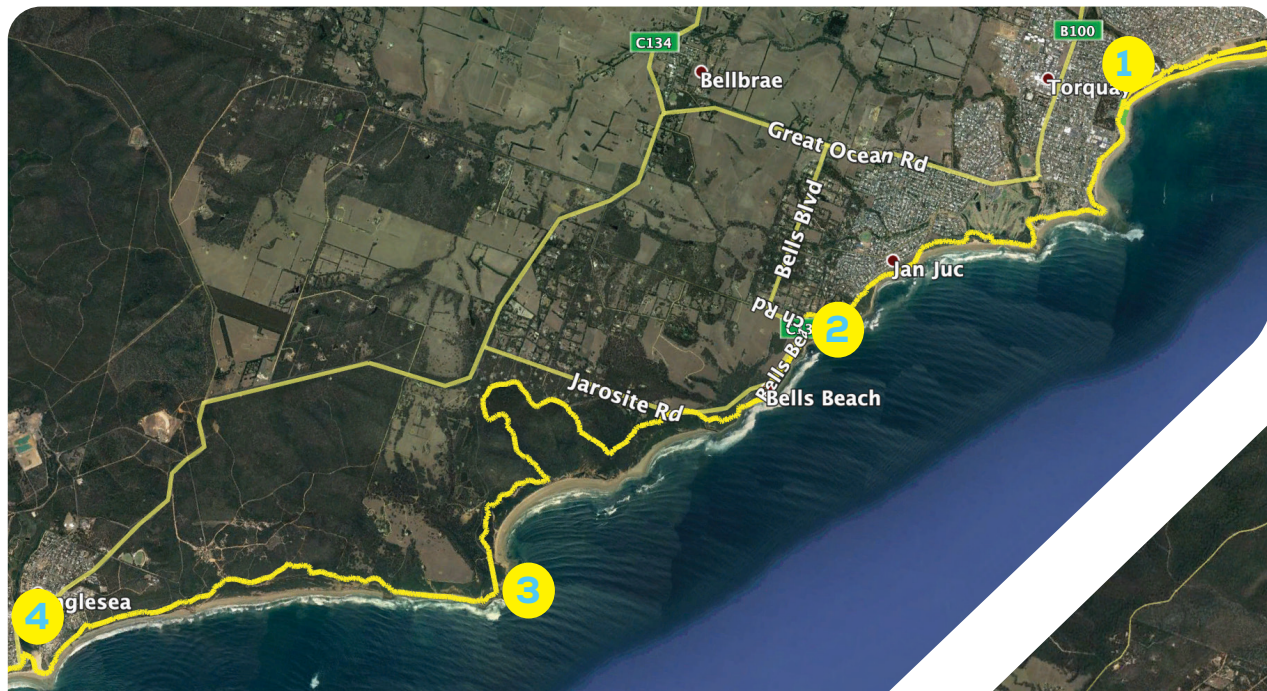 B100
C134
1
Bellbrae
Torquay
Great Ocean Rd
Bells Blvd
Jan Juc
2
Jarosite Rd
Bells Beach
3
4